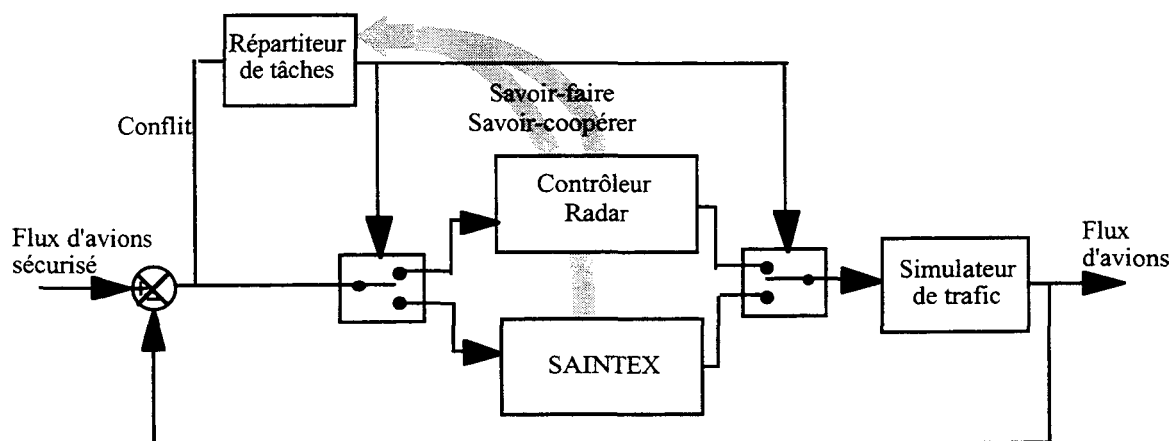 Répartiteur
de tâches
Savoir-faire
Savoir-coopérer
Conflit
Contrôleur
Radar
Flux d'avions
sécurisé
Flux
d'avions
Simulateur
de trafic
SAINTEX